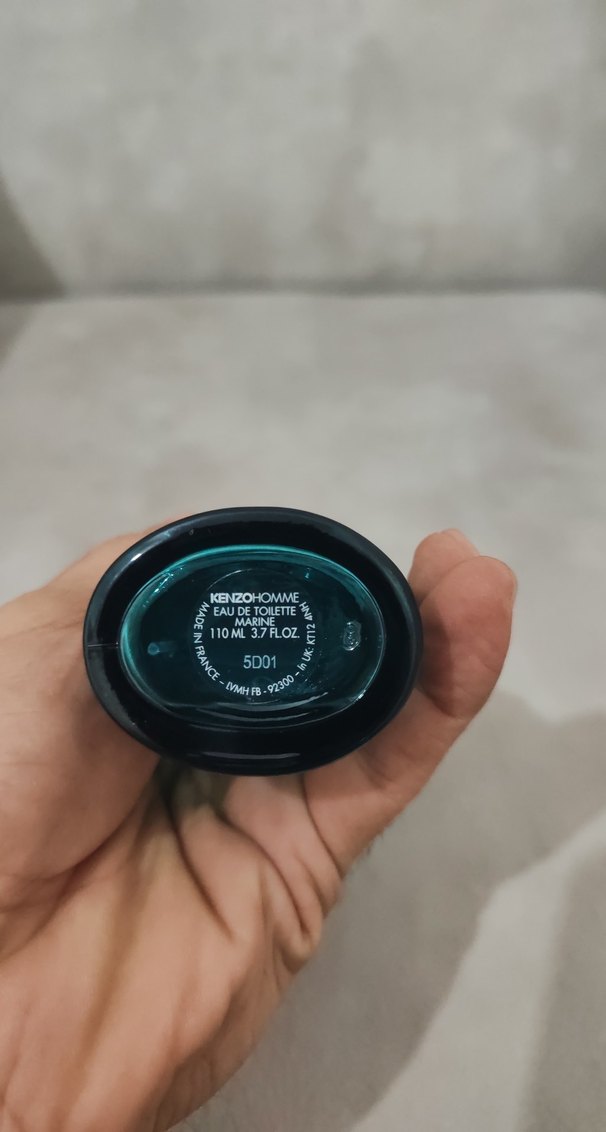 KENZOHOMME
EAU DE TOILETTE
MARINE
110 ML 3.7 FL.OZ.
5D01
MADE IN FRANCE – LVMH FB - 92300 – In UK: KT12 4NH